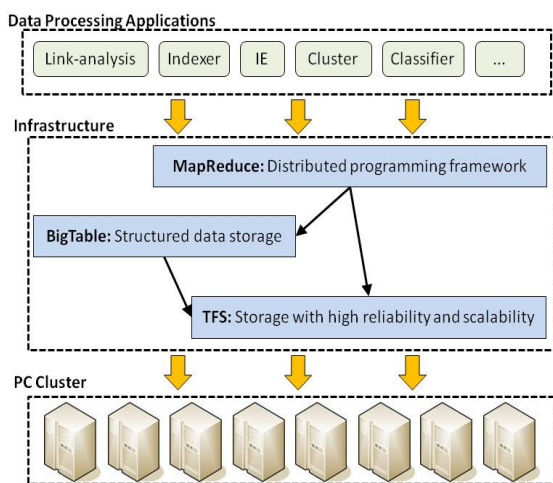 Data Processing Applications
Link-analysis Indexer IE Cluster Classifier ...
Infrastructure
MapReduce: Distributed programming framework
BigTable: Structured data storage
TFS: Storage with high reliability and scalability
PC Cluster